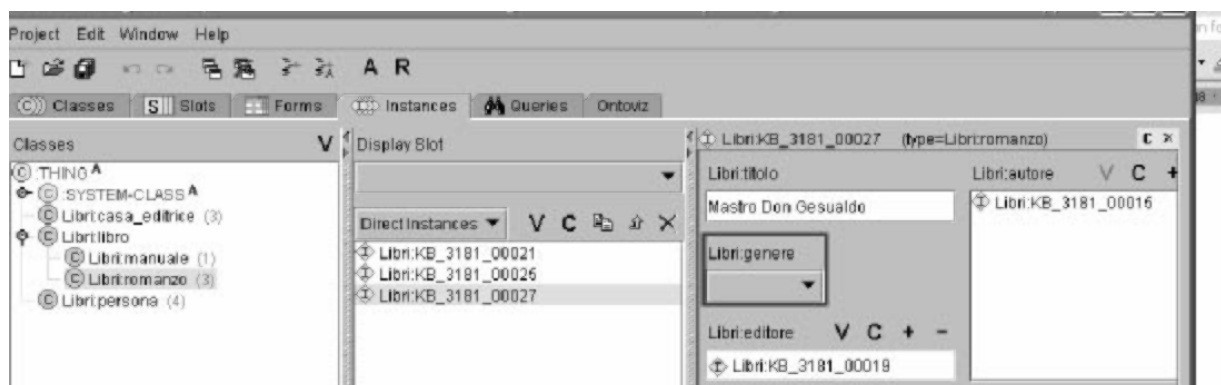 Project Edit Window Help
A R
Classes Slots Forms Instances Queries Ontoviz
Classes V
:THING A
:SYSTEM-CLASS A
Libri:casa_editrice (3)
Libri:libro
Libri:manuale (1)
Libri:romanzo (3)
Libri:persona (4)
Display Slot
Direct Instances V C
Libri:KB_3181_00021
Libri:KB_3181_00026
Libri:KB_3181_00027
Libri:KB_3181_00027 (type=Libri:romanzo) C x
Libri:titolo
Mastro Don Gesualdo
Libri:genere
Libri:editore V C + -
Libri:KB_3181_00019
Libri:autore V C +
Libri:KB_3181_00016